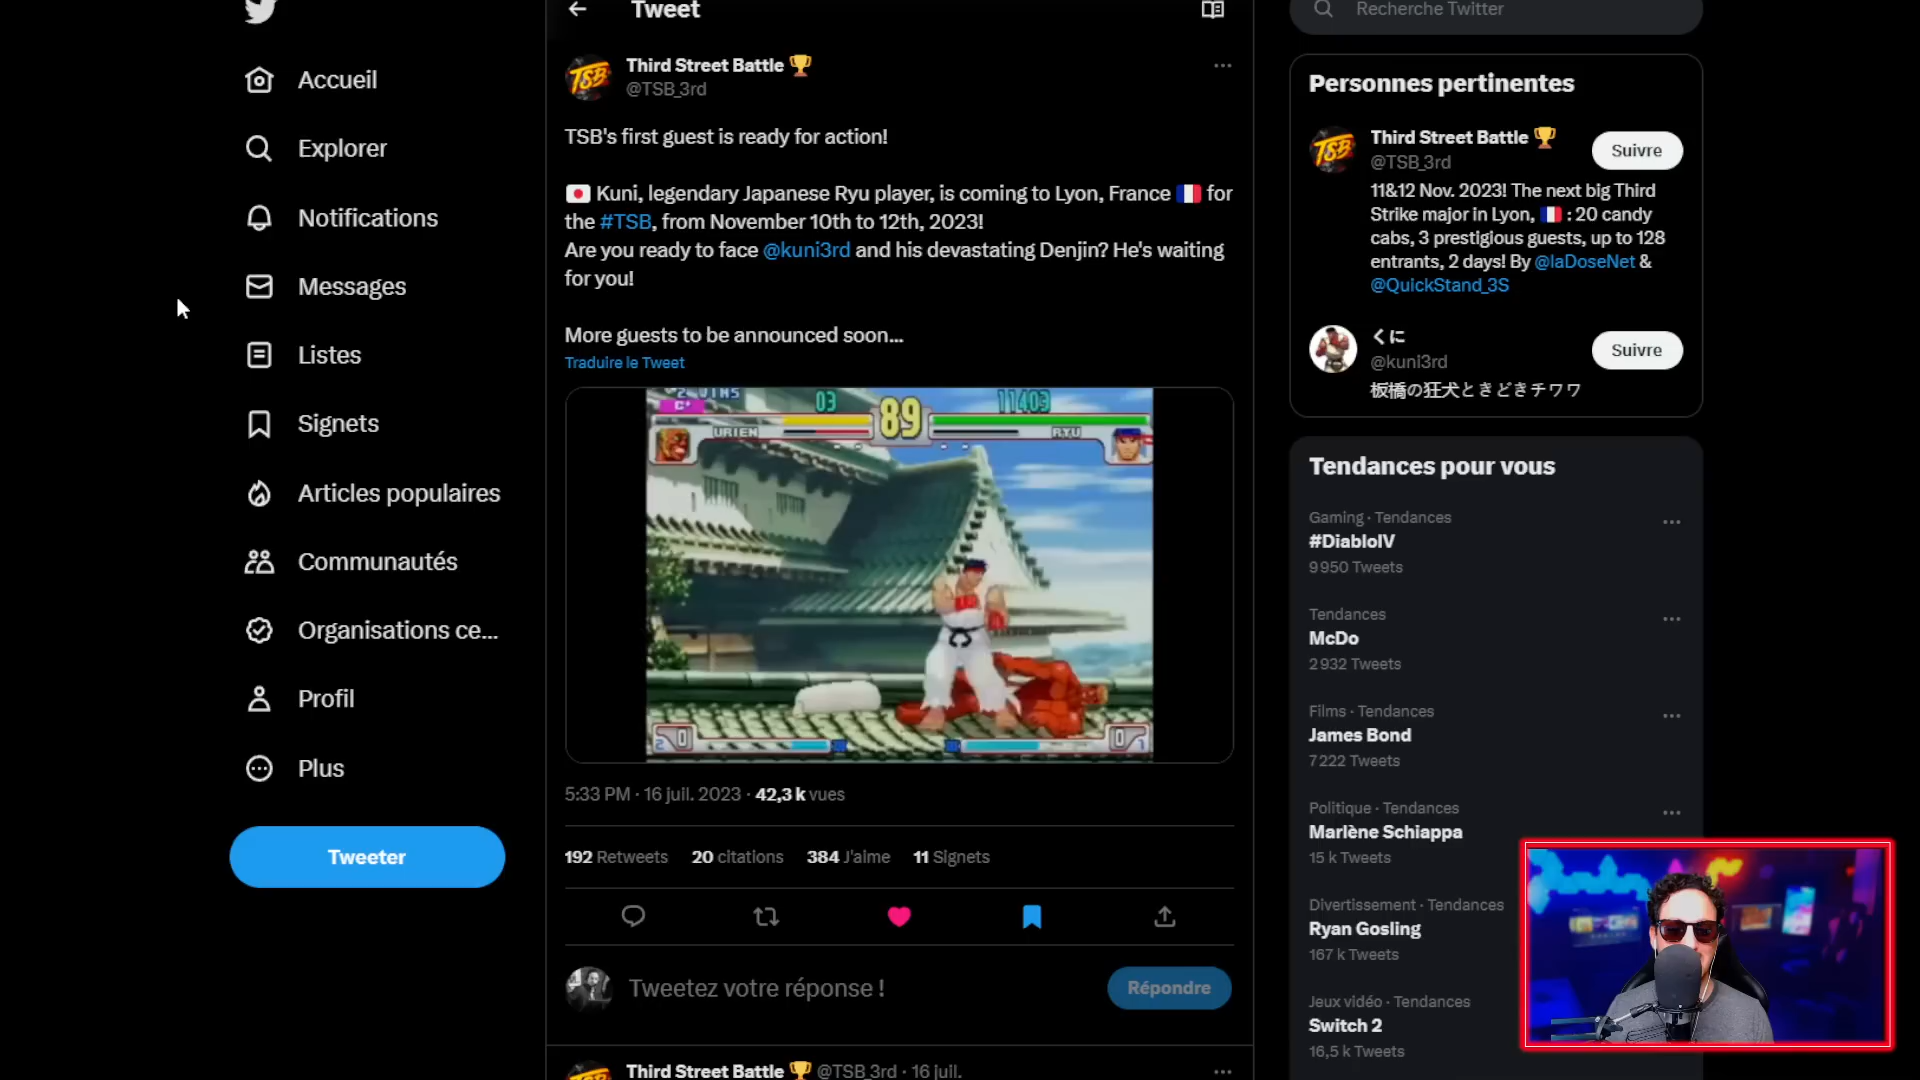 Accueil
Explorer
Notifications
Messages
Listes
Signets
Articles populaires
Communautés
Organisations ce...
Profil
Plus
Tweeter
Tweet
TSB
Third Street Battle 🏆
@TSB_3rd
TSB's first guest is ready for action!
🇯🇵 Kuni, legendary Japanese Ryu player, is coming to Lyon, France 🇫🇷 for
the #TSB, from November 10th to 12th, 2023!
Are you ready to face @kuni3rd and his devastating Denjin? He's waiting
for you!
More guests to be announced soon...
Traduire le Tweet
2 WINS
03
89
11403
URIEN
RYU
5:33 PM · 16 juil. 2023 · 42,3 k vues
192 Retweets 20 citations 384 J'aime 11 Signets
Tweetez votre réponse !
Répondre
Third Street Battle 🏆 @TSB_3rd · 16 juil.
Recherche Twitter
Personnes pertinentes
TSB
Third Street Battle 🏆
@TSB_3rd
Suivre
11&12 Nov. 2023! The next big Third
Strike major in Lyon, 🇫🇷 : 20 candy
cabs, 3 prestigious guests, up to 128
entrants, 2 days! By @laDoseNet &
@QuickStand_3S
くに
@kuni3rd
Suivre
板橋の狂犬ときどきチワワ
Tendances pour vous
Gaming · Tendances
#DiabloIV
9 950 Tweets
Tendances
McDo
2 932 Tweets
Films · Tendances
James Bond
7 222 Tweets
Politique · Tendances
Marlène Schiappa
15 k Tweets
Divertissement · Tendances
Ryan Gosling
167 k Tweets
Jeux vidéo · Tendances
Switch 2
16,5 k Tweets